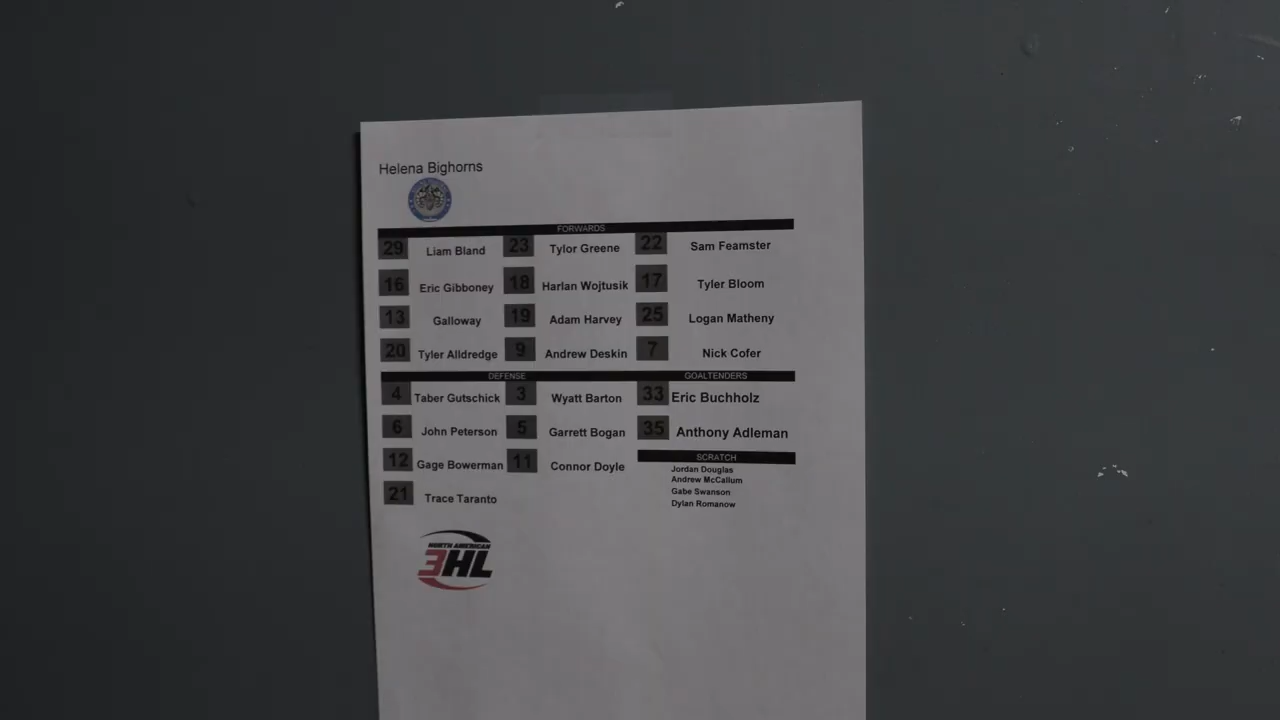 Helena Bighorns
FORWARDS
29 Liam Bland 23 Tylor Greene 22 Sam Feamster
16 Eric Gibboney 18 Harlan Wojtusik 17 Tyler Bloom
13 Galloway 19 Adam Harvey 25 Logan Matheny
20 Tyler Alldredge 9 Andrew Deskin 7 Nick Cofer
DEFENSE GOALTENDERS
4 Taber Gutschick 3 Wyatt Barton 33 Eric Buchholz
6 John Peterson 5 Garrett Bogan 35 Anthony Adleman
12 Gage Bowerman 11 Connor Doyle
21 Trace Taranto
SCRATCH
Jordan Douglas
Andrew McCallum
Gabe Swanson
Dylan Romanow
NORTH AMERICAN
3HL